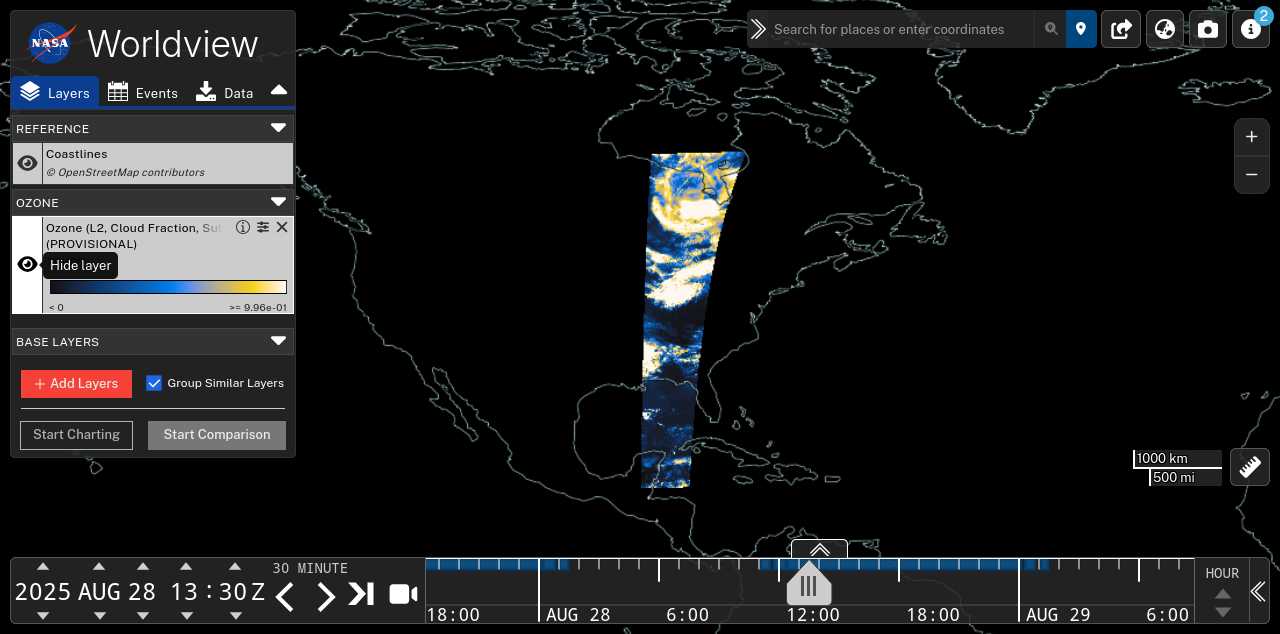 NASA Worldview
Search for places or enter coordinates
2
Layers Events Data
REFERENCE
Coastlines
© OpenStreetMap contributors
OZONE
Ozone (L2, Cloud Fraction,
(PROVISIONAL)
Hide layer
< 0 >= 9.96e-01
BASE LAYERS
+ Add Layers Group Similar Layers
Start Charting Start Comparison
+
−
1000 km
500 mi
2025 AUG 28 13 : 30 Z
30 MINUTE
18:00 AUG 28 6:00 12:00 18:00 AUG 29 6:00
HOUR